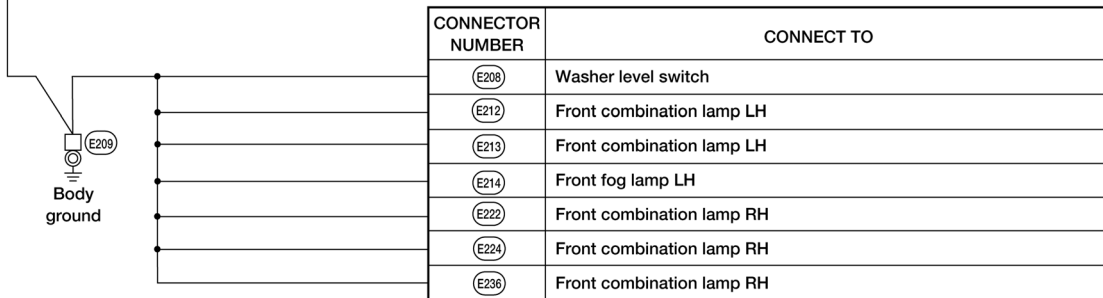 CONNECTOR NUMBER CONNECT TO
E208 Washer level switch
E212 Front combination lamp LH
E209
E213 Front combination lamp LH
E214 Front fog lamp LH
Body
ground
E222 Front combination lamp RH
E224 Front combination lamp RH
E236 Front combination lamp RH